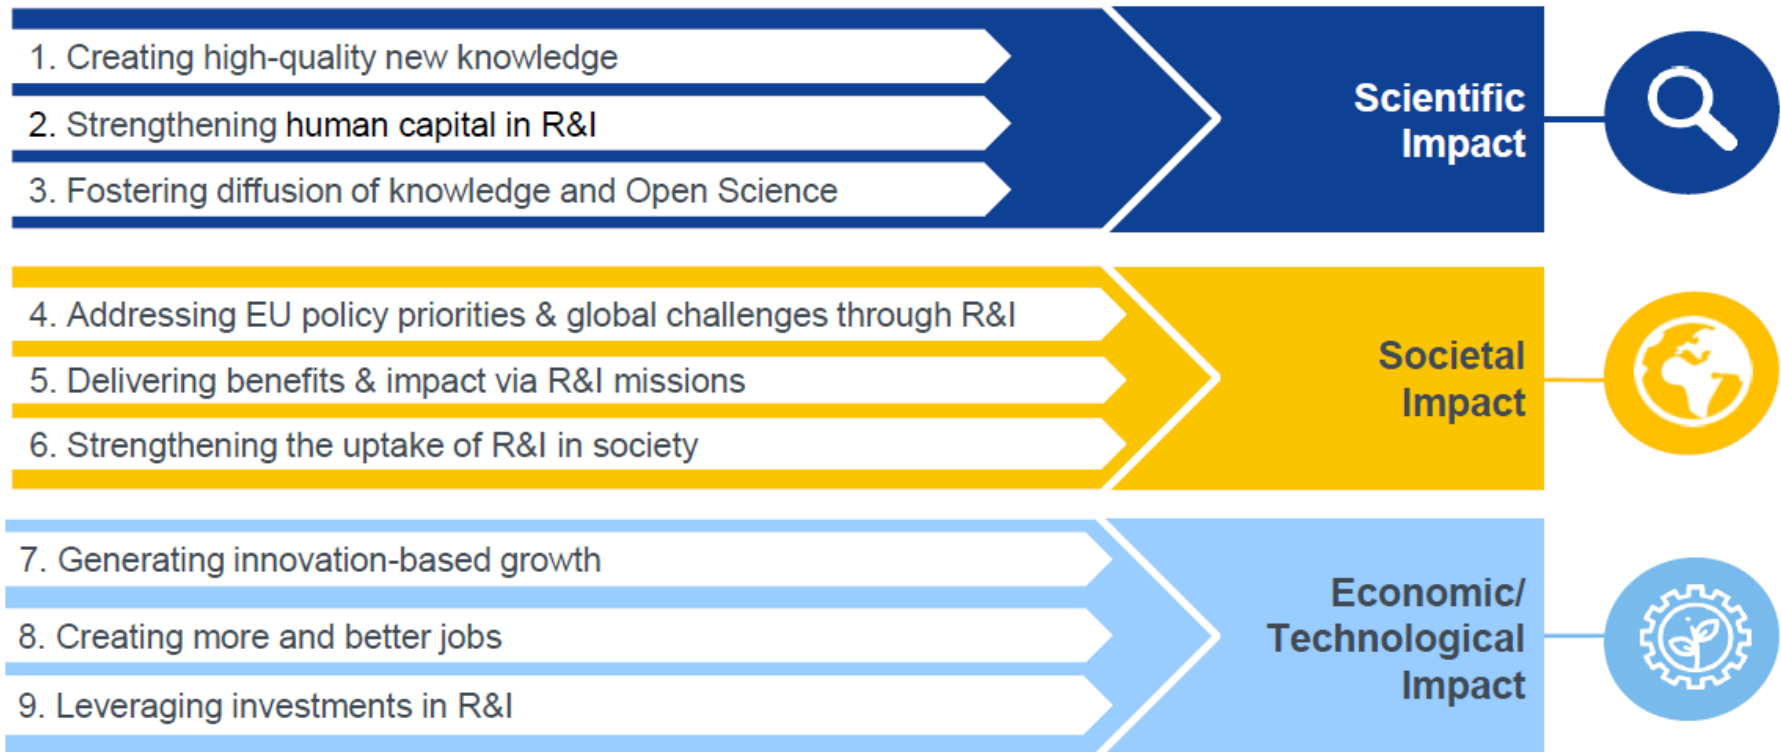 1. Creating high-quality new knowledge
2. Strengthening human capital in R&I
3. Fostering diffusion of knowledge and Open Science
Scientific
Impact
4. Addressing EU policy priorities & global challenges through R&I
5. Delivering benefits & impact via R&I missions
6. Strengthening the uptake of R&I in society
Societal
Impact
7. Generating innovation-based growth
8. Creating more and better jobs
9. Leveraging investments in R&I
Economic/
Technological
Impact